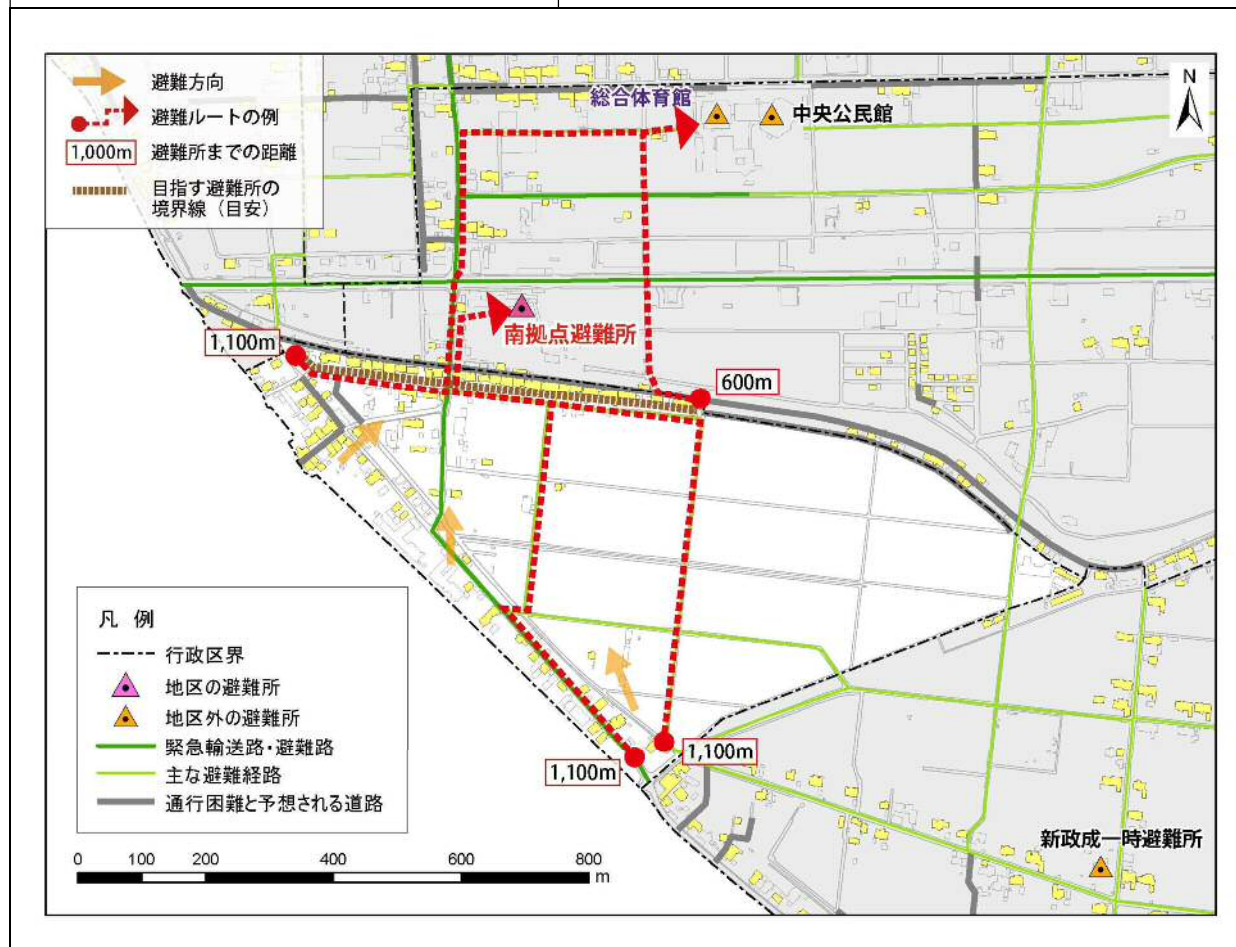 避難方向
避難ルートの例
1,000m 避難所までの距離
目指す避難所の
境界線（目安）
N
総合体育館
中央公民館
南拠点避難所
1,100m
600m
凡 例
行政区界
地区の避難所
地区外の避難所
緊急輸送路・避難路
主な避難経路
通行困難と予想される道路
1,100m
1,100m
新政成一時避難所
0 100 200 400 600 800
m